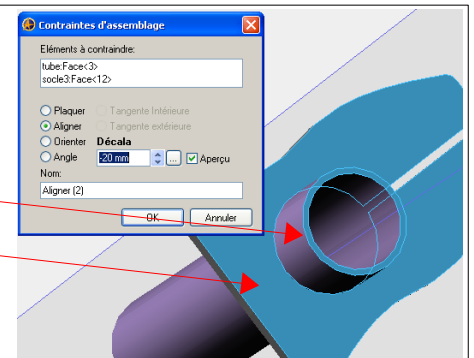 Contraintes d'assemblage
Eléments à contraindre:
tube:Face<3>
socle3:Face<12>
Plaquer Tangente Intérieure
Aligner Tangente extérieure
Orienter Décala
Angle -20 mm ... Aperçu
Nom:
Aligner (2)
OK Annuler